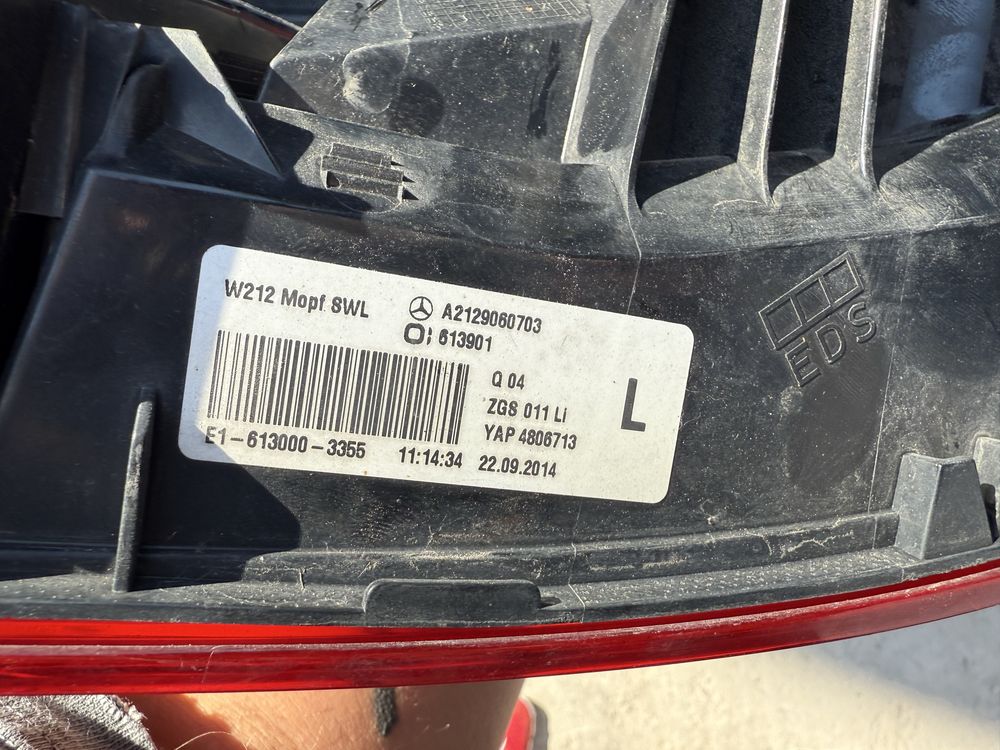 W212 Mopf SWL
A2129060703
O; 613901
Q 04
ZGS 011 Li
YAP 4806713
L
E1-613000-3355 11:14:34 22.09.2014
EDS